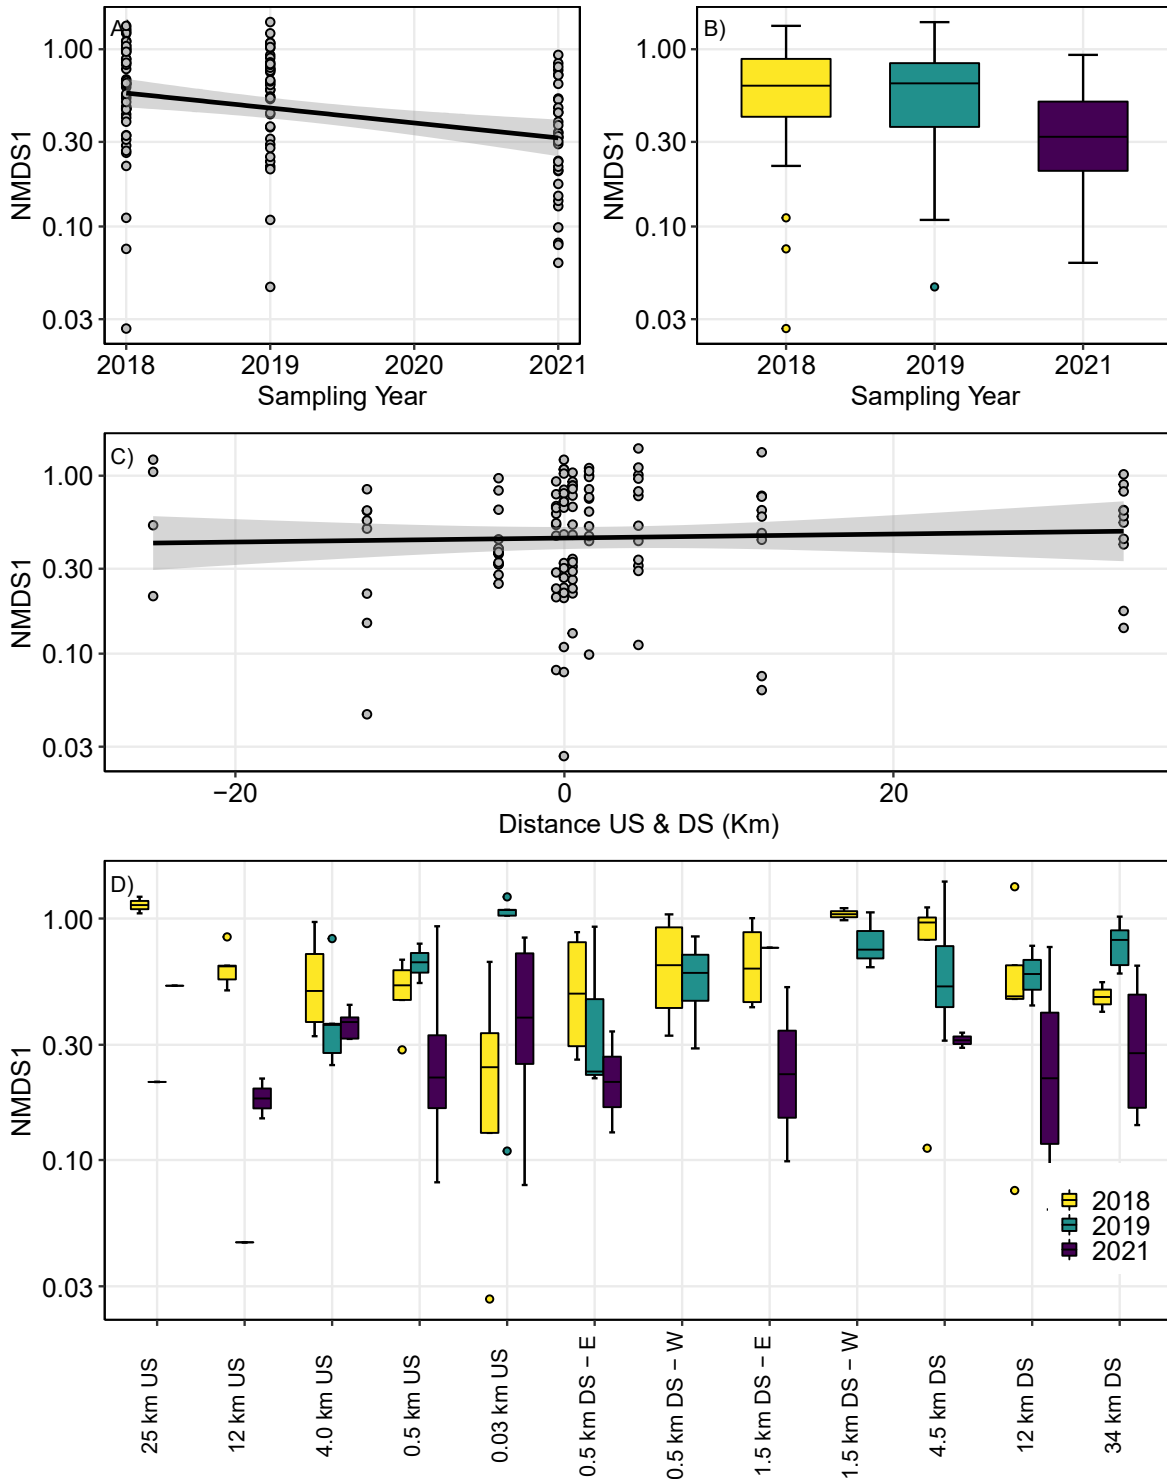 A)
1.00
0.30
0.10
0.03
NMDS1
2018
2019
2020
2021
Sampling Year
B)
1.00
0.30
0.10
0.03
NMDS1
2018
2019
2021
Sampling Year
C)
1.00
0.30
0.10
0.03
NMDS1
−20
0
20
Distance US & DS (Km)
D)
1.00
0.30
0.10
0.03
NMDS1
2018
2019
2021
25 km US
12 km US
4.0 km US
0.5 km US
0.03 km US
0.5 km DS − E
0.5 km DS − W
1.5 km DS − E
1.5 km DS − W
4.5 km DS
12 km DS
34 km DS